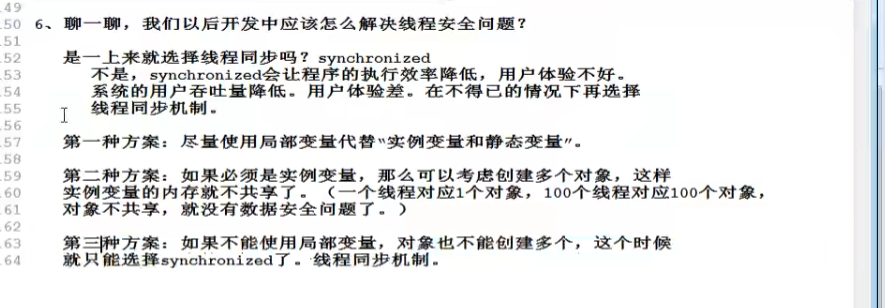 49
50 6、聊一聊，我们以后开发中应该怎么解决线程安全问题？
51
52 是一上来就选择线程同步吗？synchronized
53 不是，synchronized会让程序的执行效率降低，用户体验不好。
54 系统的用户吞吐量降低。用户体验差。在不得已的情况下再选择
55 线程同步机制。
56
57 第一种方案：尽量使用局部变量代替"实例变量和静态变量"。
58
59 第二种方案：如果必须是实例变量，那么可以考虑创建多个对象，这样
60 实例变量的内存就不共享了。（一个线程对应1个对象，100个线程对应100个对象，
61 对象不共享，就没有数据安全问题了。）
62
63 第三种方案：如果不能使用局部变量，对象也不能创建多个，这个时候
64 就只能选择synchronized了。线程同步机制。